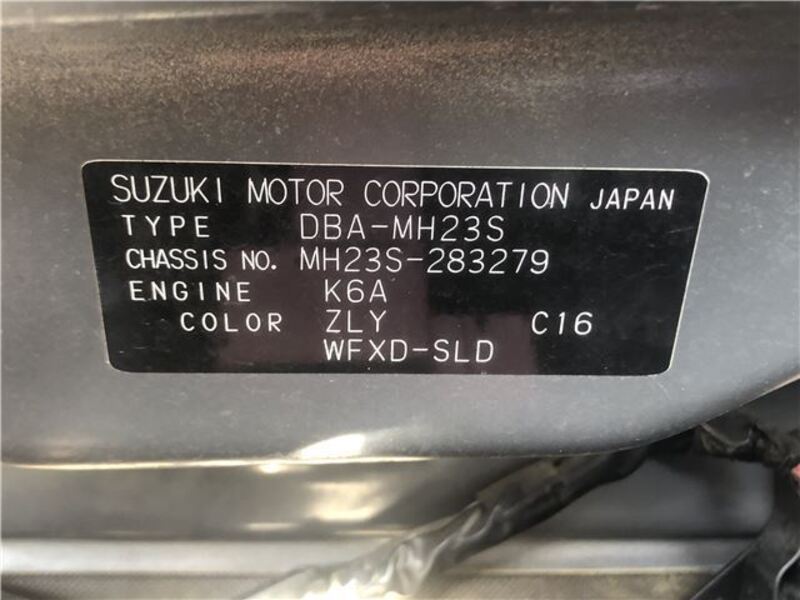 SUZUKI MOTOR CORPORATION JAPAN
TYPE DBA-MH23S
CHASSIS NO. MH23S-283279
ENGINE K6A
COLOR ZLY C16
WFXD-SLD